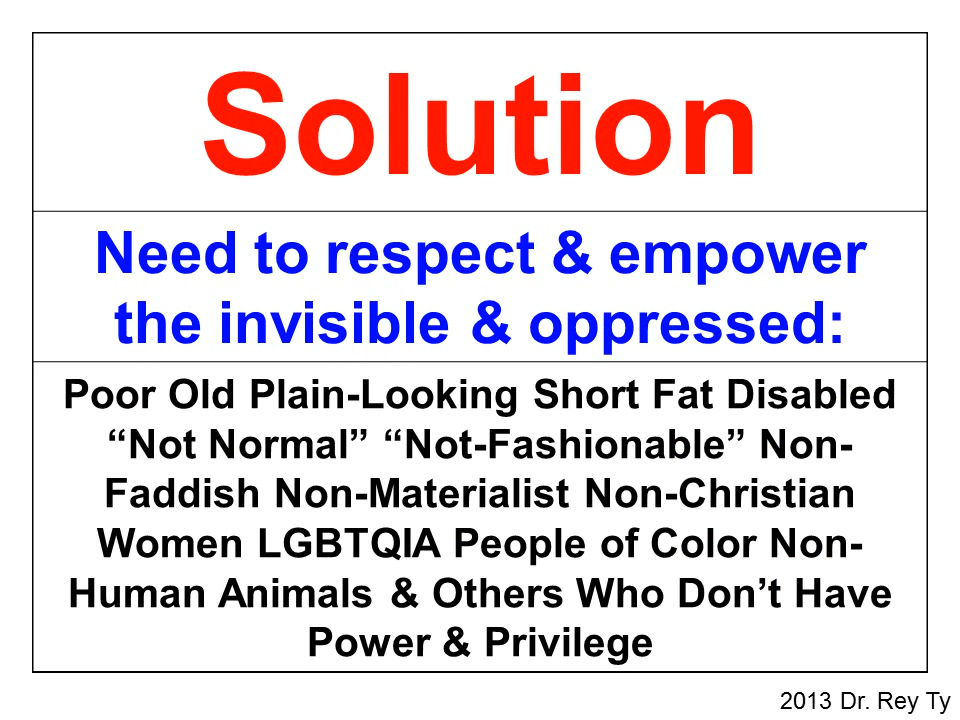 Solution
Need to respect & empower
the invisible & oppressed:
Poor Old Plain-Looking Short Fat Disabled
“Not Normal” “Not-Fashionable” Non-
Faddish Non-Materialist Non-Christian
Women LGBTQIA People of Color Non-
Human Animals & Others Who Don’t Have
Power & Privilege
2013 Dr. Rey Ty